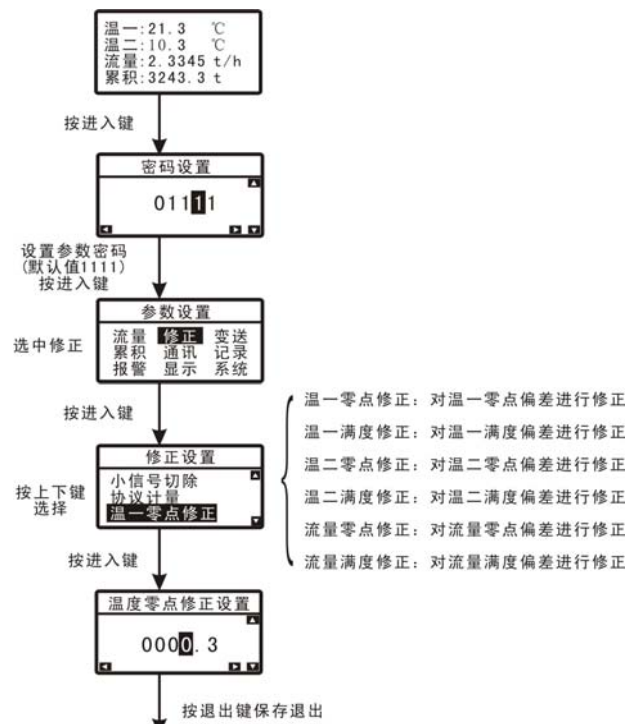 温一:21.3 ℃
温二:10.3 ℃
流量:2.3345 t/h
累积:3243.3 t
按进入键
密码设置
01111
设置参数密码
(默认值1111)
按进入键
参数设置
选中修正
流量 修正 变送
累积 通讯 记录
报警 显示 系统
按进入键
修正设置
按上下键
选择
小信号切除
协议计量
温一零点修正
温一零点修正：对温一零点偏差进行修正
温一满度修正：对温一满度偏差进行修正
温二零点修正：对温二零点偏差进行修正
温二满度修正：对温二满度偏差进行修正
流量零点修正：对流量零点偏差进行修正
流量满度修正：对流量满度偏差进行修正
按进入键
温度零点修正设置
0000.3
按退出键保存退出